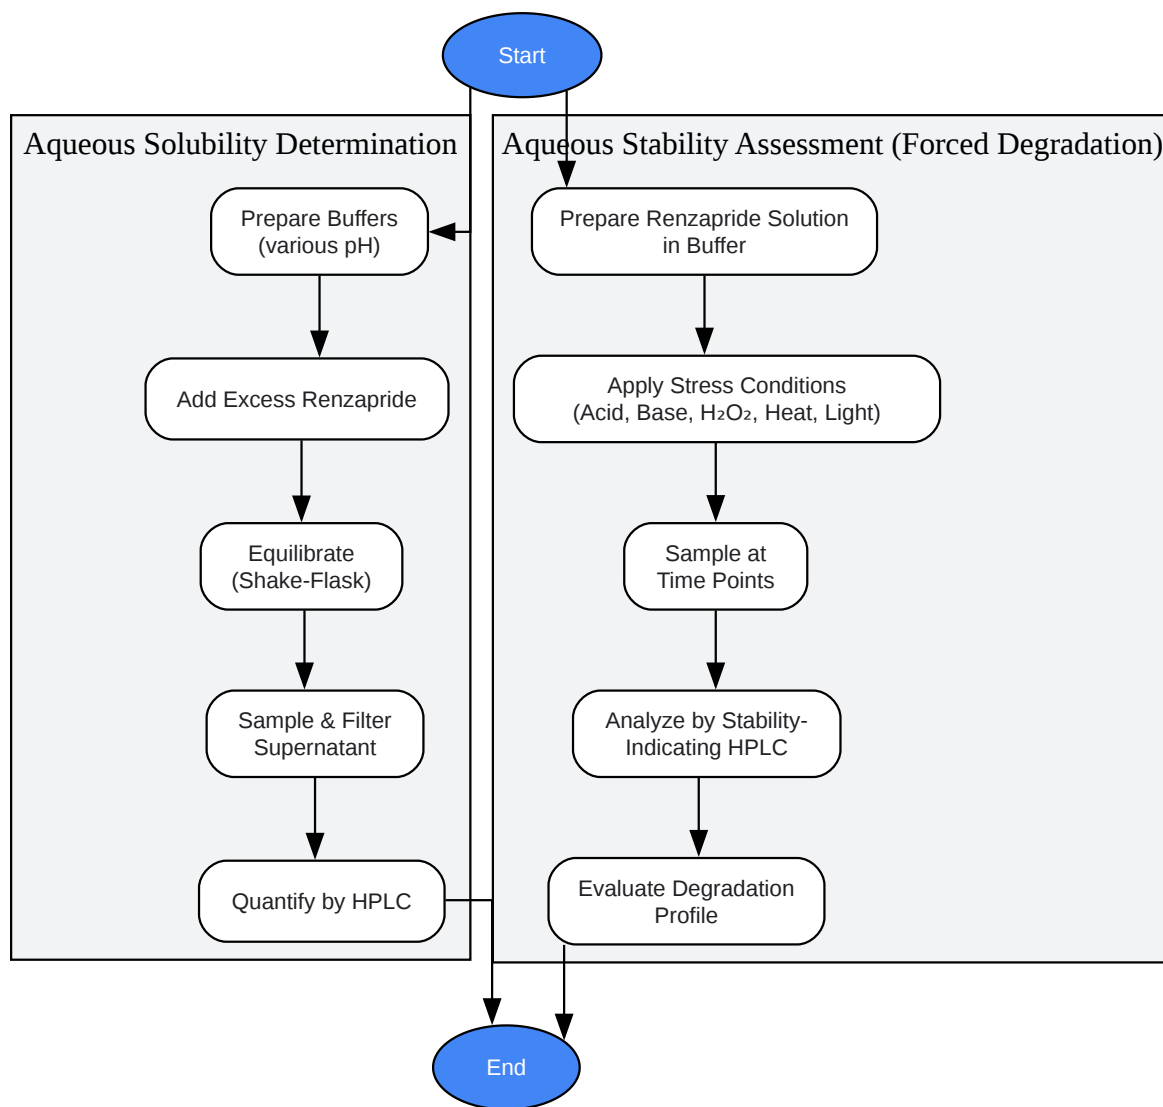 Start
Aqueous Solubility Determination
Prepare Buffers
(various pH)
Add Excess Renzapride
Equilibrate
(Shake-Flask)
Sample & Filter
Supernatant
Quantify by HPLC
Aqueous Stability Assessment (Forced Degradation)
Prepare Renzapride Solution
in Buffer
Apply Stress Conditions
(Acid, Base, H₂O₂, Heat, Light)
Sample at
Time Points
Analyze by Stability-
Indicating HPLC
Evaluate Degradation
Profile
End